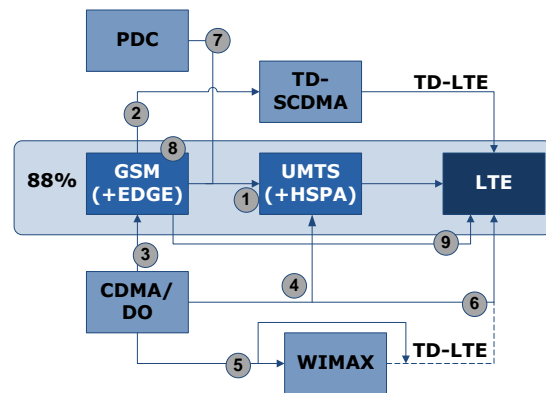 PDC
7
TD-
SCDMA
TD-LTE
2
8
88%
GSM
(+EDGE)
1
UMTS
(+HSPA)
LTE
3
9
CDMA/
DO
4
6
5
WIMAX
TD-LTE